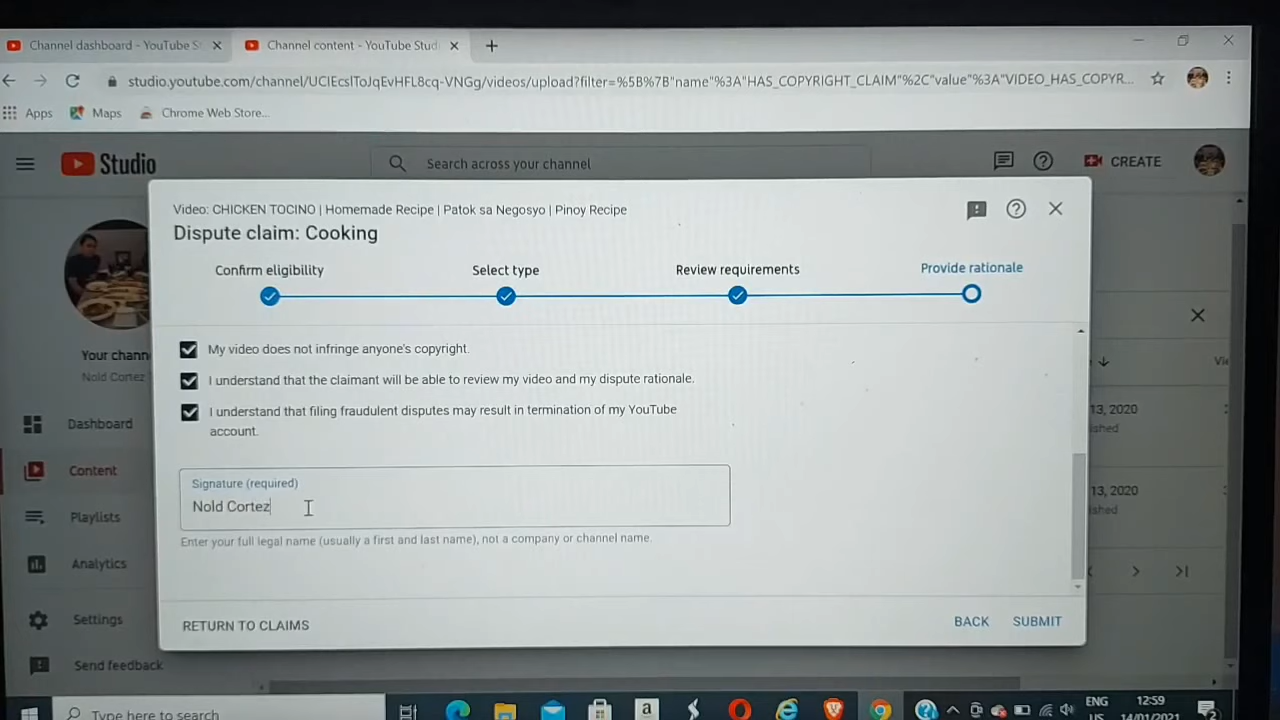 Channel dashboard - YouTube S
Channel content - YouTube Studi
studio.youtube.com/channel/UCIEcslToJqEvHFL8cq-VNGg/videos/upload?filter=%5B%7B"name"%3A"HAS_COPYRIGHT_CLAIM"%2C"value"%3A"VIDEO_HAS_COPYR...
Apps
Maps
Chrome Web Store...
Studio
Search across your channel
CREATE
Video: CHICKEN TOCINO | Homemade Recipe | Patok sa Negosyo | Pinoy Recipe
Dispute claim: Cooking
Confirm eligibility
Select type
Review requirements
Provide rationale
My video does not infringe anyone's copyright.
I understand that the claimant will be able to review my video and my dispute rationale.
I understand that filing fraudulent disputes may result in termination of my YouTube
account.
Signature (required)
Nold Cortez
Enter your full legal name (usually a first and last name), not a company or channel name.
RETURN TO CLAIMS
BACK
SUBMIT
Your chann
Nold Cortez
Dashboard
Content
Playlists
Analytics
Settings
Send feedback
Vi
13, 2020
ished
13, 2020
ished
Type here to search
ENG
US
12:59
14/01/2021